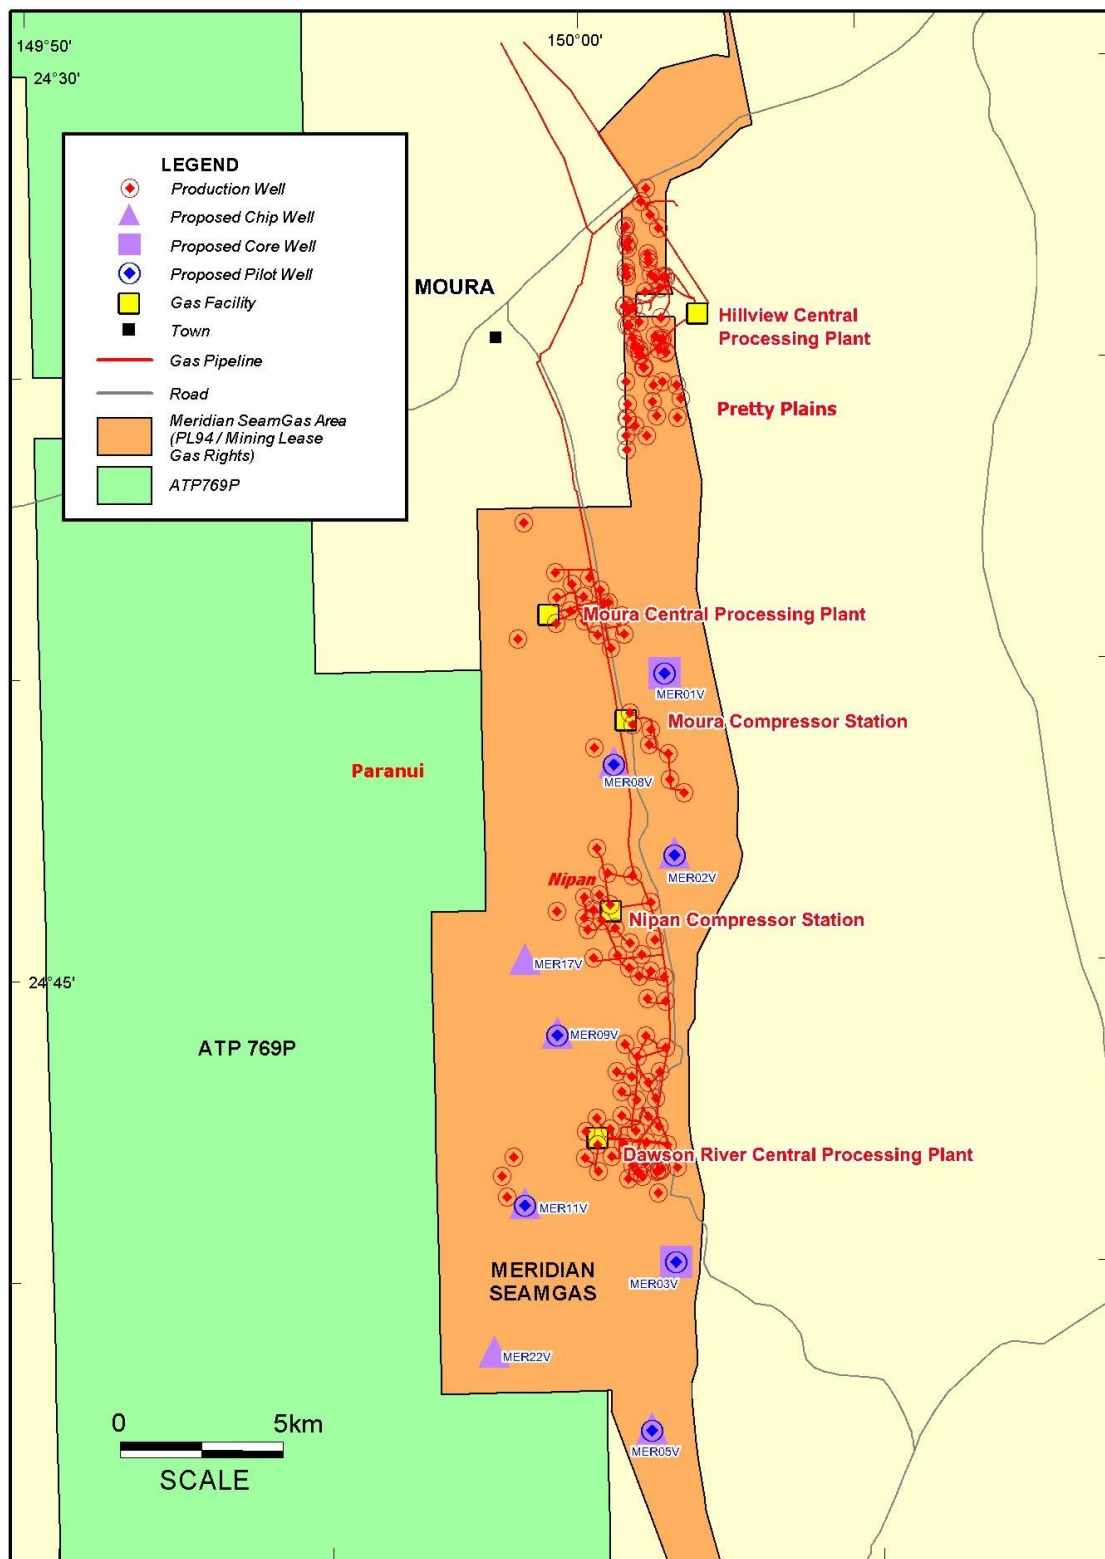 149°50'
150°00'
24°30'
LEGEND
Production Well
Proposed Chip Well
Proposed Core Well
Proposed Pilot Well
Gas Facility
Town
Gas Pipeline
Road
Meridian SeamGas Area
(PL94 / Mining Lease
Gas Rights)
ATP769P
MOURA
Hillview Central
Processing Plant
Pretty Plains
Moura Central Processing Plant
MER01V
Moura Compressor Station
Paranui
MER08V
MER02V
Nipan
Nipan Compressor Station
MER17V
24°45'
MER09V
ATP 769P
Dawson River Central Processing Plant
MER11V
MERIDIAN
SEAMGAS
MER03V
MER22V
0 5km
SCALE
MER05V